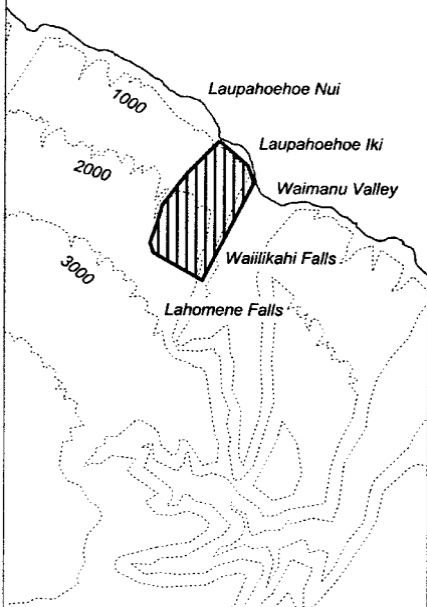 Laupahoehoe Nui
1000
Laupahoehoe Iki
2000
Waimanu Valley
Waiilikahi Falls
3000
Lahomene Falls